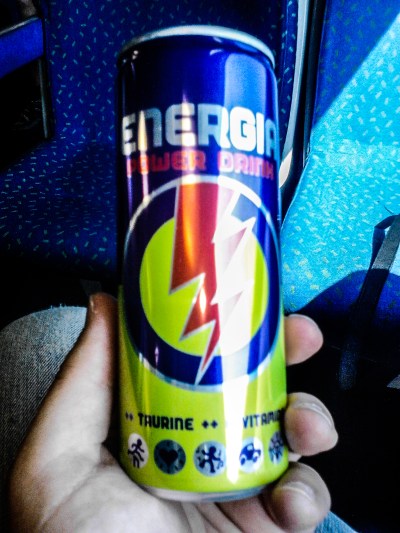 ENERGIA
POWER DRINK
++ TAURINE ++